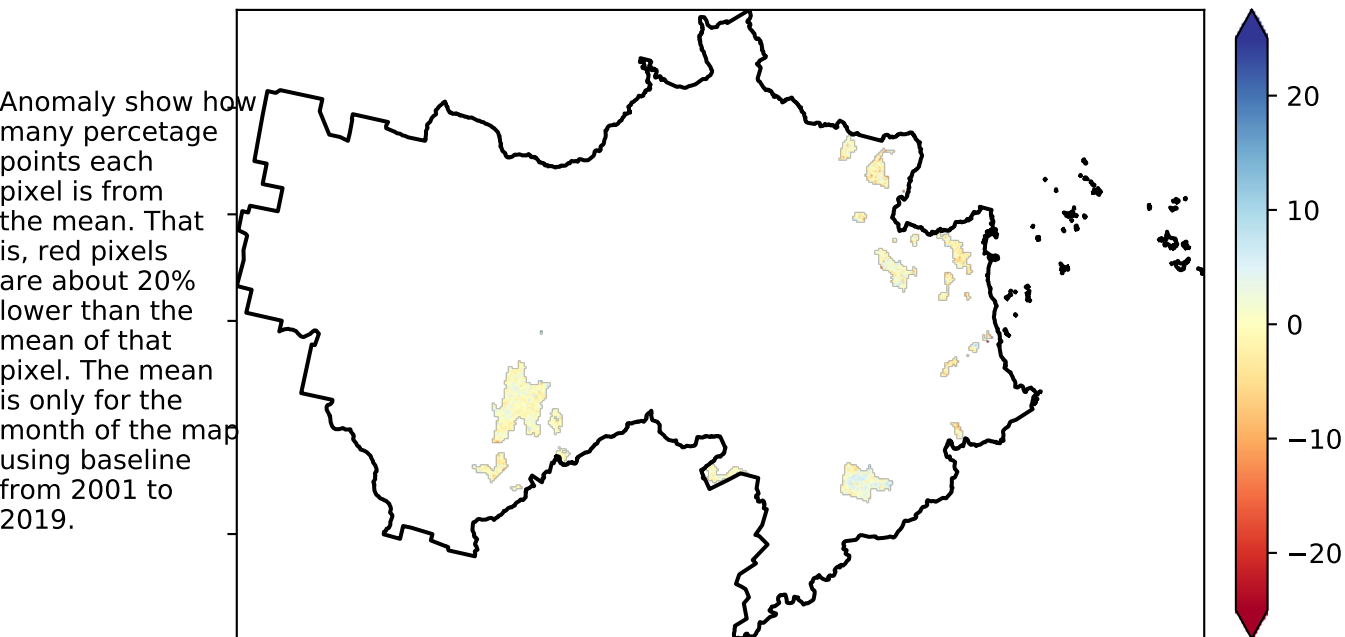 Anomaly show how
many percetage
points each
pixel is from
the mean. That
is, red pixels
are about 20%
lower than the
mean of that
pixel. The mean
is only for the
month of the map
using baseline
from 2001 to
2019.
20
10
0
−10
−20